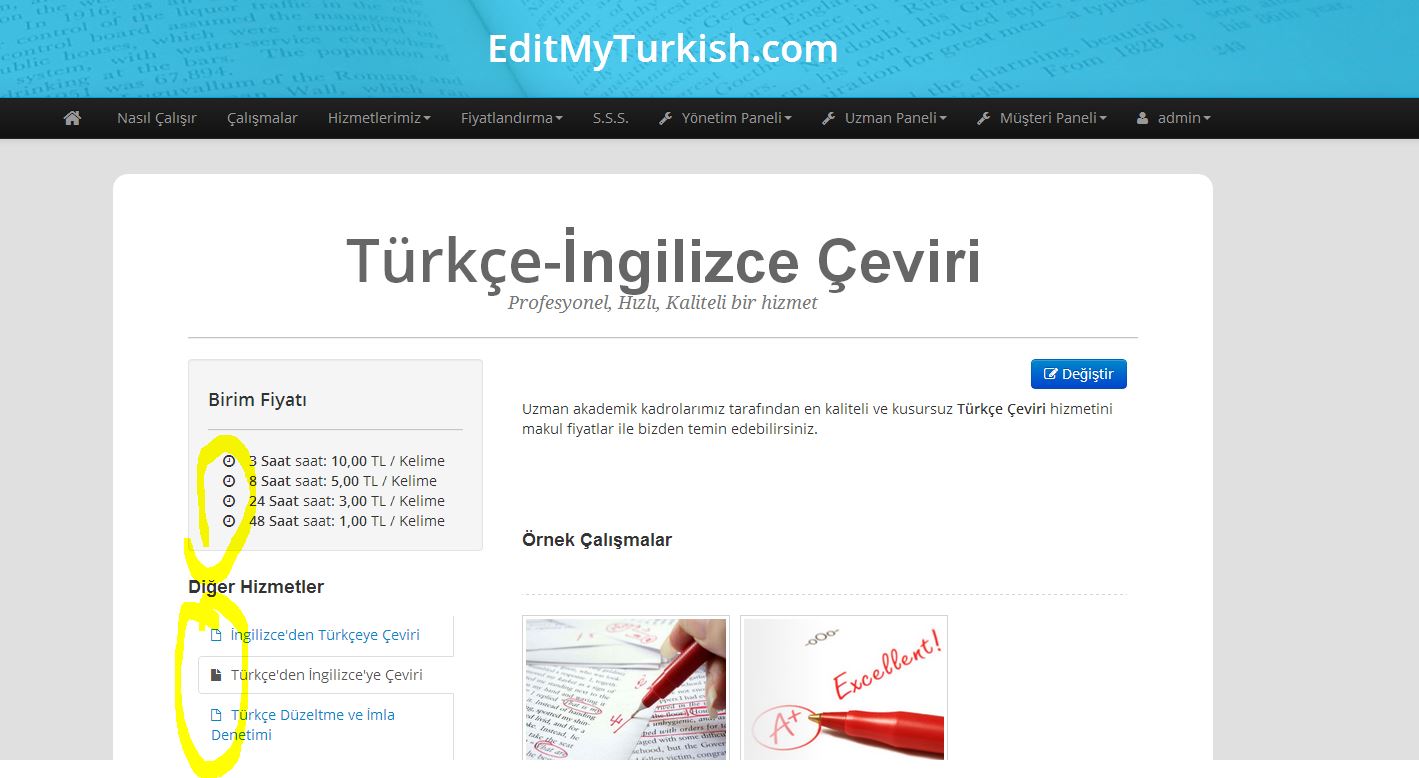 EditMyTurkish.com
Nasıl Çalışır Çalışmalar Hizmetlerimiz Fiyatlandırma S.S.S. Yönetim Paneli Uzman Paneli Müşteri Paneli admin
Türkçe-İngilizce Çeviri
Profesyonel, Hızlı, Kaliteli bir hizmet
Birim Fiyatı
3 Saat saat: 10,00 TL / Kelime
8 Saat saat: 5,00 TL / Kelime
24 Saat saat: 3,00 TL / Kelime
48 Saat saat: 1,00 TL / Kelime
Diğer Hizmetler
İngilizce'den Türkçeye Çeviri
Türkçe'den İngilizce'ye Çeviri
Türkçe Düzeltme ve İmla
Denetimi
Değiştir
Uzman akademik kadrolarımız tarafından en kaliteli ve kusursuz Türkçe Çeviri hizmetini
makul fiyatlar ile bizden temin edebilirsiniz.
Örnek Çalışmalar
-oOo-
Excellent!
A+